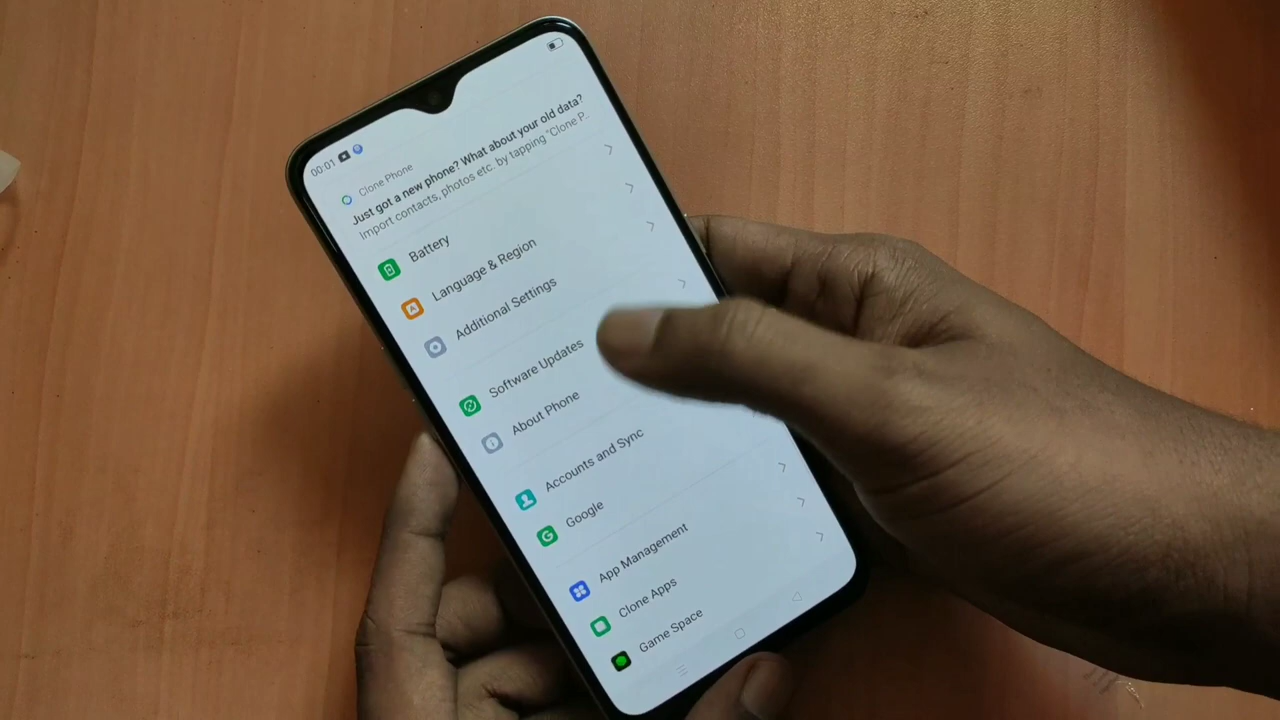 00:01
Clone Phone
Just got a new phone? What about your old data?
Import contacts, photos etc. by tapping "Clone P..
Battery
Language & Region
Additional Settings
Software Updates
About Phone
Accounts and Sync
Google
App Management
Clone Apps
Game Space